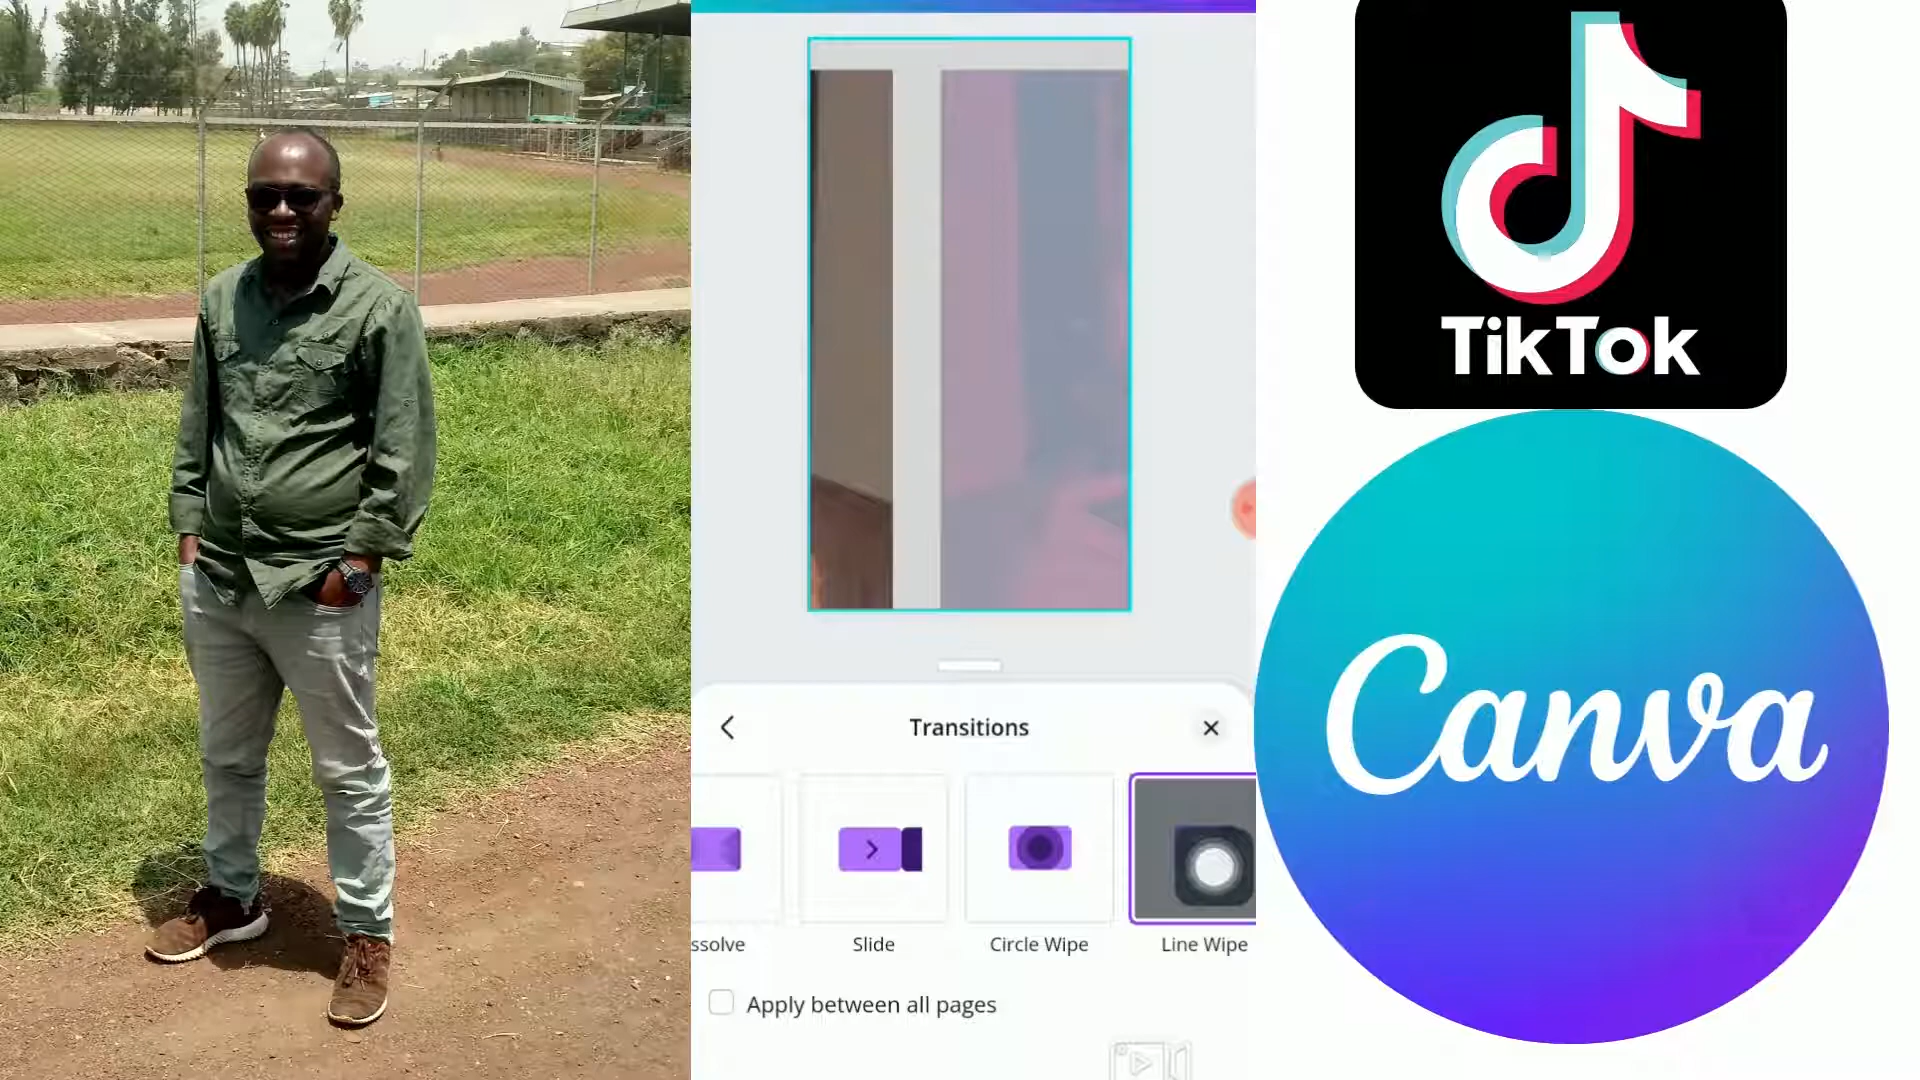 Transitions
ssolve
Slide
Circle Wipe
Line Wipe
Apply between all pages
TikTok
Canva